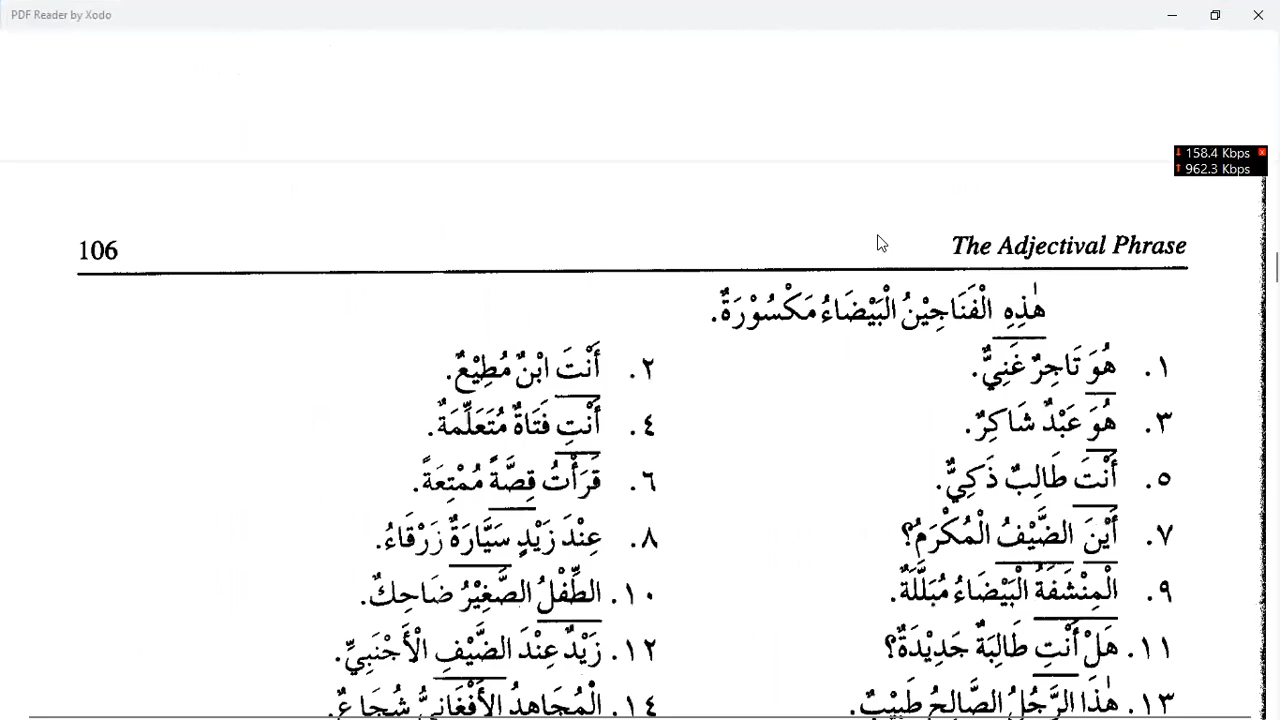 PDF Reader by Xodo
158.4 Kbps
962.3 Kbps
106 The Adjectival Phrase
هٰذِهِ الْفَنَاجِيْنُ الْبَيْضَاءُ مَكْسُوْرَةٌ.
١. هُوَ تَاجِرٌ غَنِيٌّ. ٢. أَنْتَ ابْنٌ مُطِيْعٌ.
٣. هُوَ عَبْدٌ شَاكِرٌ. ٤. أَنْتِ فَتَاةٌ مُتَعَلِّمَةٌ.
٥. أَنْتَ طَالِبٌ ذَكِيٌّ. ٦. قَرَأْتُ قِصَّةً مُمْتِعَةً.
٧. أَيْنَ الضَّيْفُ الْمُكْرَمُ؟ ٨. عِنْدَ زَيْدٍ سَيَّارَةٌ زَرْقَاءُ.
٩. الْمِنْشَفَةُ الْبَيْضَاءُ مُبَلَّلَةٌ. ١٠. الطِّفْلُ الصَّغِيْرُ ضَاحِكٌ.
١١. هَلْ أَنْتِ طَالِبَةٌ جَدِيْدَةٌ؟ ١٢. زَيْدٌ عِنْدَ الضَّيْفِ الْأَجْنَبِيِّ.
١٣. هٰذَا الرَّجُلُ الصَّالِحُ طَبِيْبٌ. ١٤. الْمُجَاهِدُ الْأَفْغَانِيُّ شُجَاعٌ.